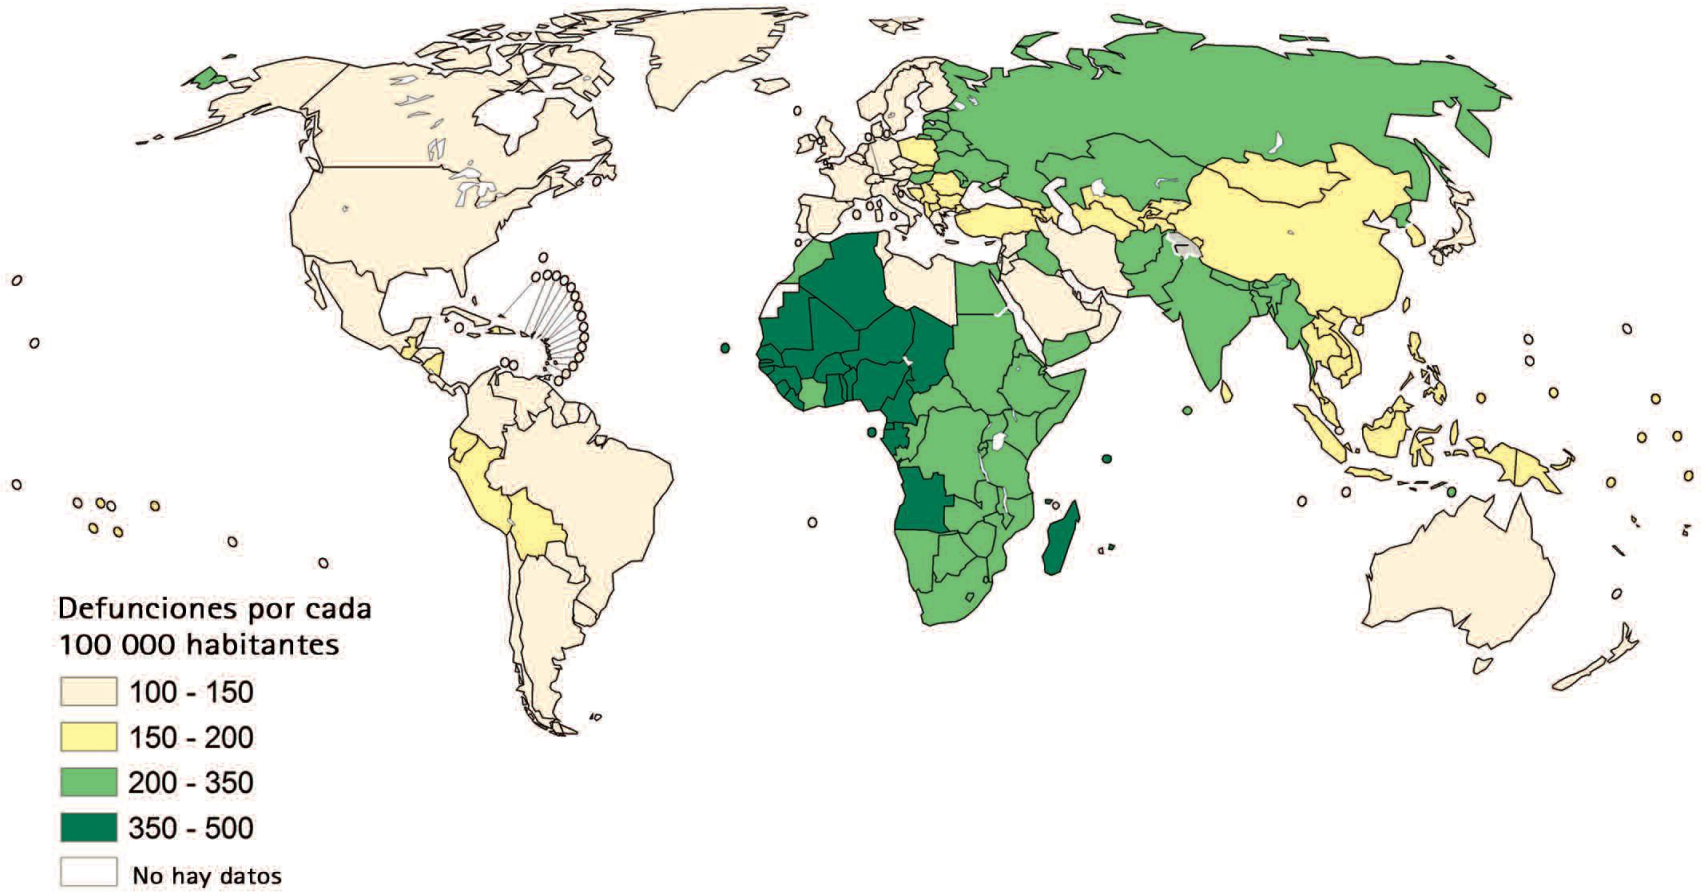 Defunciones por cada
100 000 habitantes
100 - 150
150 - 200
200 - 350
350 - 500
No hay datos